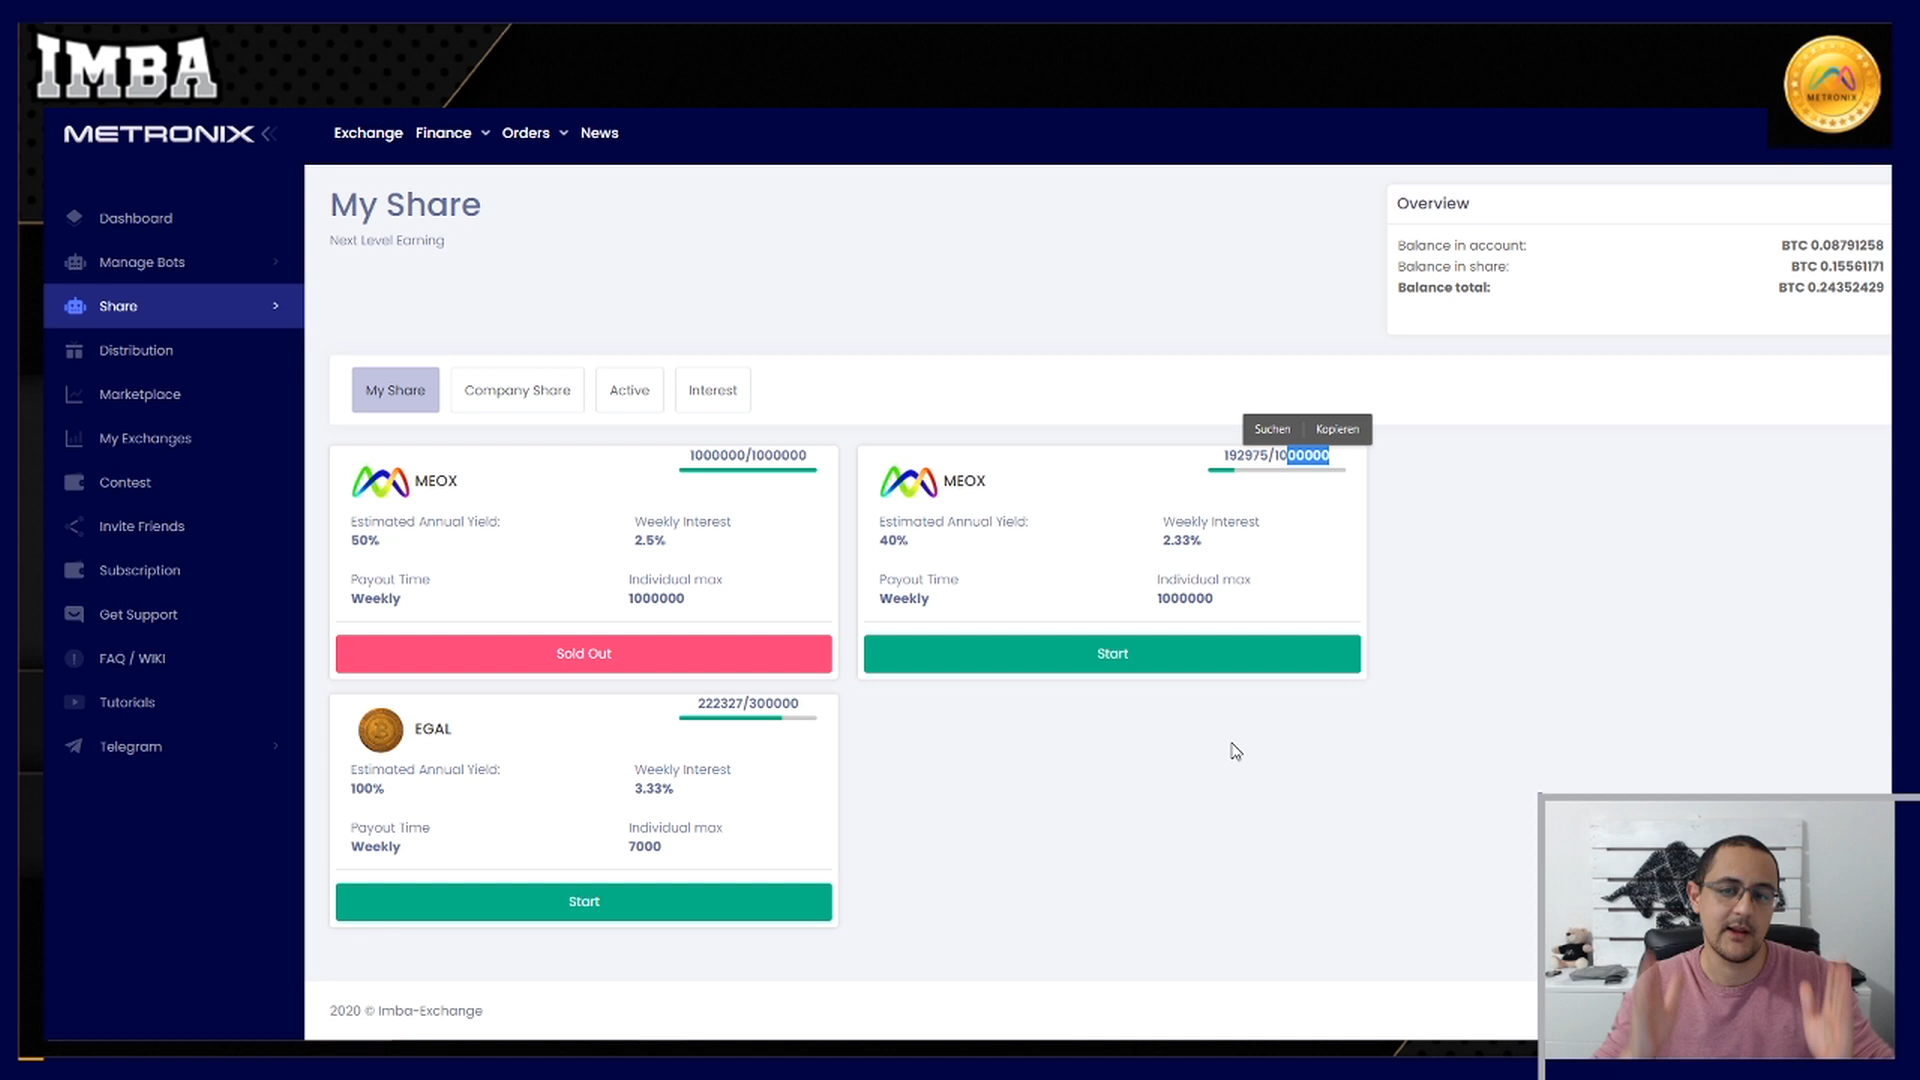 IMBA
METRONIX
METRONIX
Exchange Finance Orders News
Dashboard
Manage Bots
Share
Distribution
Marketplace
My Exchanges
Contest
Invite Friends
Subscription
Get Support
FAQ / WIKI
Tutorials
Telegram
My Share
Next Level Earning
Overview
Balance in account: BTC 0.08791258
Balance in share: BTC 0.15561171
Balance total: BTC 0.24352429
My Share Company Share Active Interest
Suchen Kopieren
1000000/1000000
MEOX
Estimated Annual Yield: Weekly Interest
50% 2.5%
Payout Time Individual max
Weekly 1000000
Sold Out
192975/1000000
MEOX
Estimated Annual Yield: Weekly Interest
40% 2.33%
Payout Time Individual max
Weekly 1000000
Start
222327/300000
EGAL
Estimated Annual Yield: Weekly Interest
100% 3.33%
Payout Time Individual max
Weekly 7000
Start
2020 © Imba-Exchange